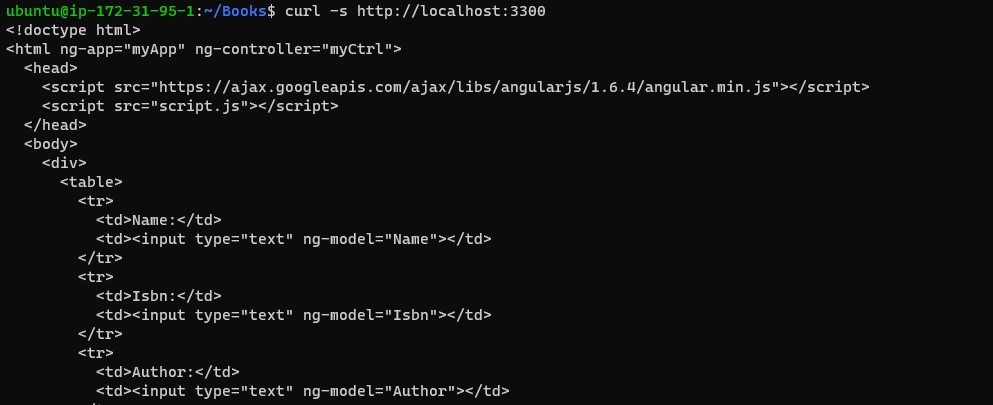 ubuntu@ip-172-31-95-1:~/Books$ curl -s http://localhost:3300
<!doctype html>
<html ng-app="myApp" ng-controller="myCtrl">
  <head>
    <script src="https://ajax.googleapis.com/ajax/libs/angularjs/1.6.4/angular.min.js"></script>
    <script src="script.js"></script>
  </head>
  <body>
    <div>
      <table>
        <tr>
          <td>Name:</td>
          <td><input type="text" ng-model="Name"></td>
        </tr>
        <tr>
          <td>Isbn:</td>
          <td><input type="text" ng-model="Isbn"></td>
        </tr>
        <tr>
          <td>Author:</td>
          <td><input type="text" ng-model="Author"></td>